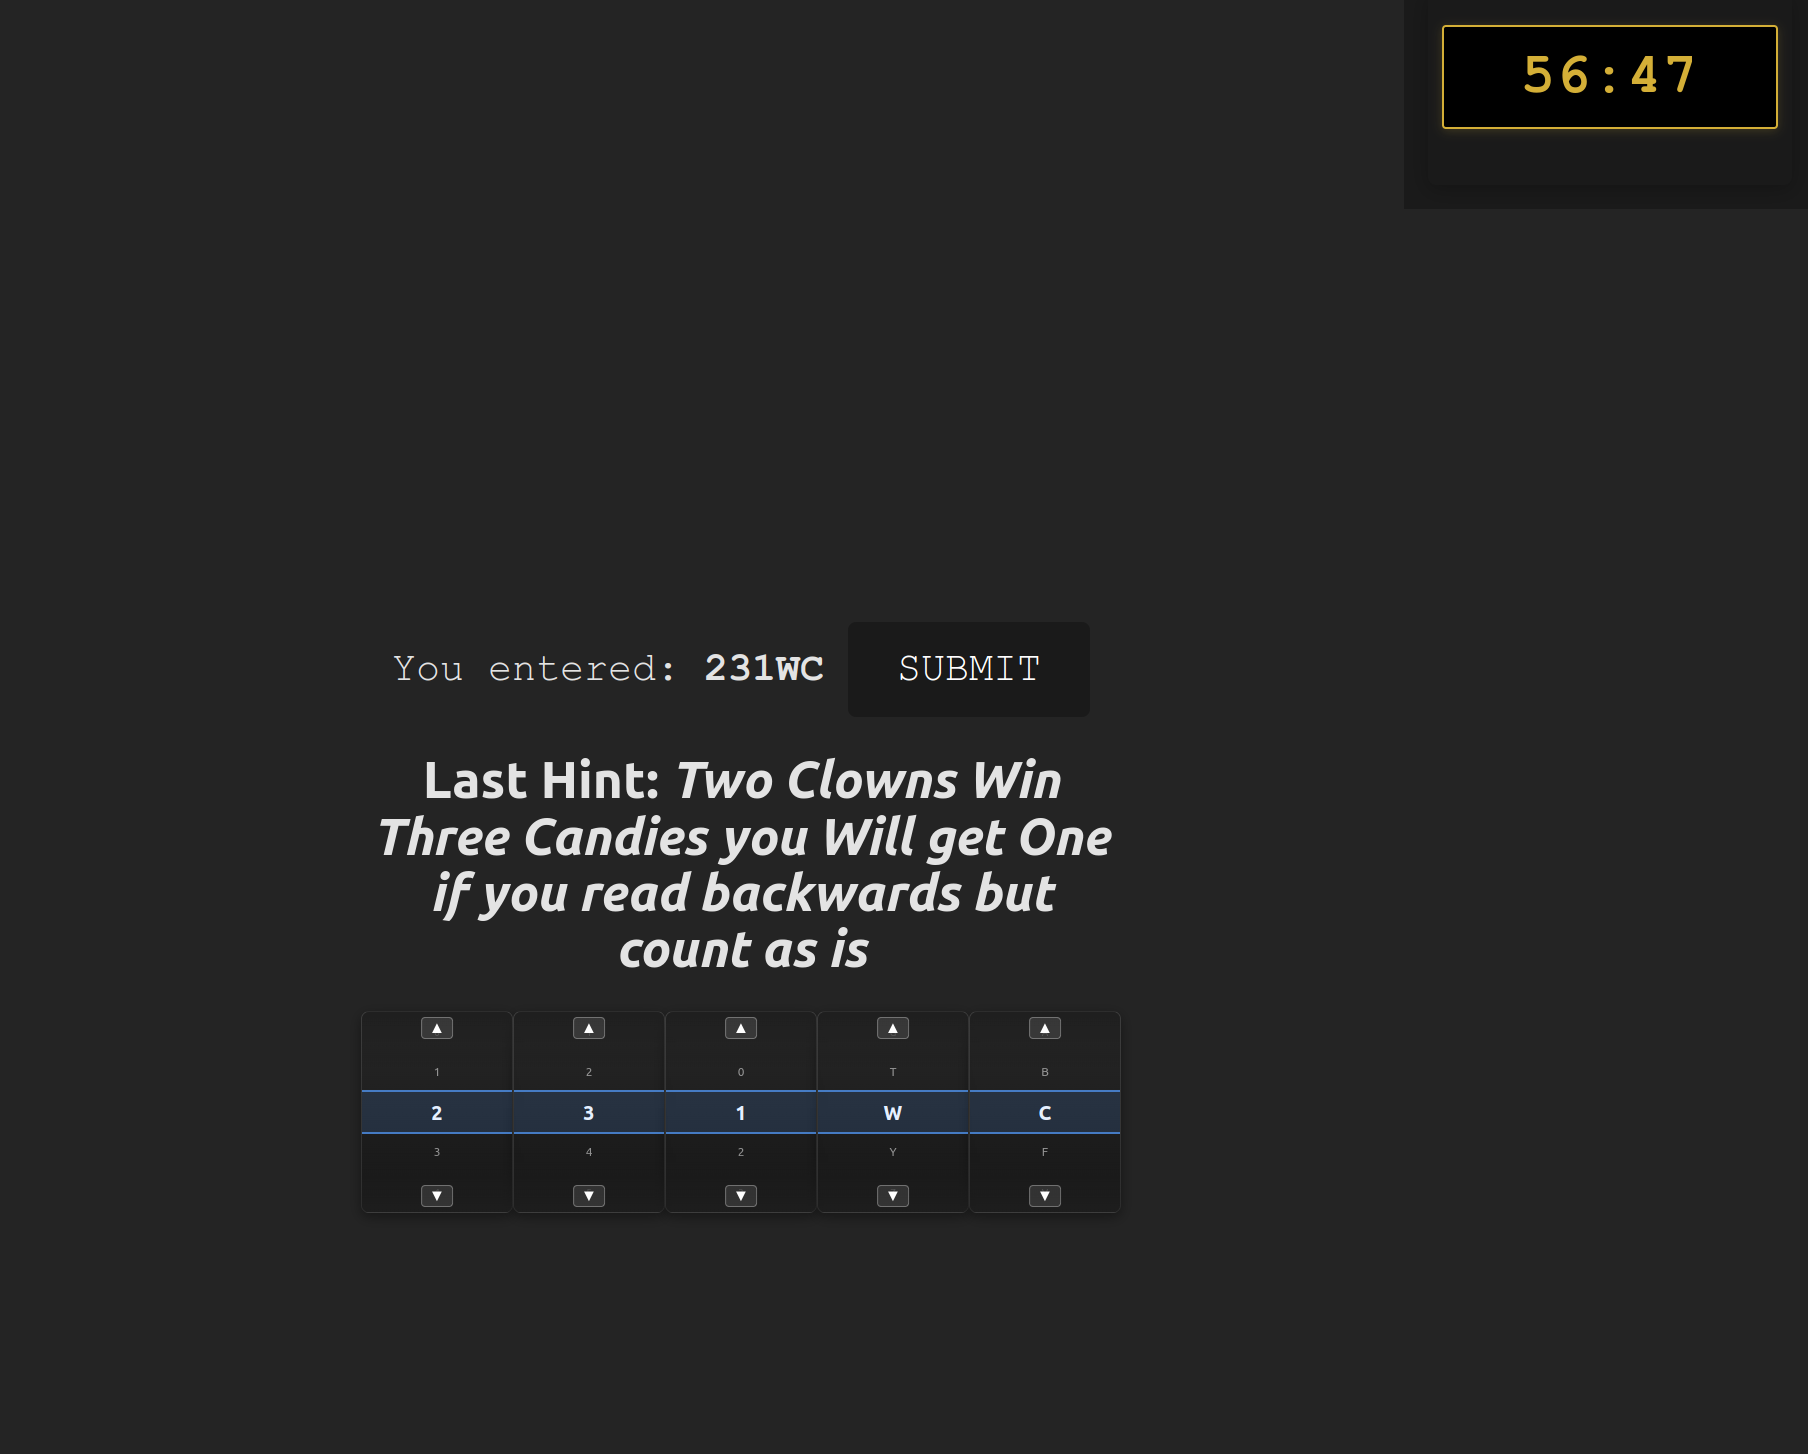 56:47
You entered: 231WC SUBMIT
Last Hint: Two Clowns Win
Three Candies you Will get One
if you read backwards but
count as is
▲ ▲ ▲ ▲ ▲
1 2 0 T B
2 3 1 W C
3 4 2 Y F
▼ ▼ ▼ ▼ ▼